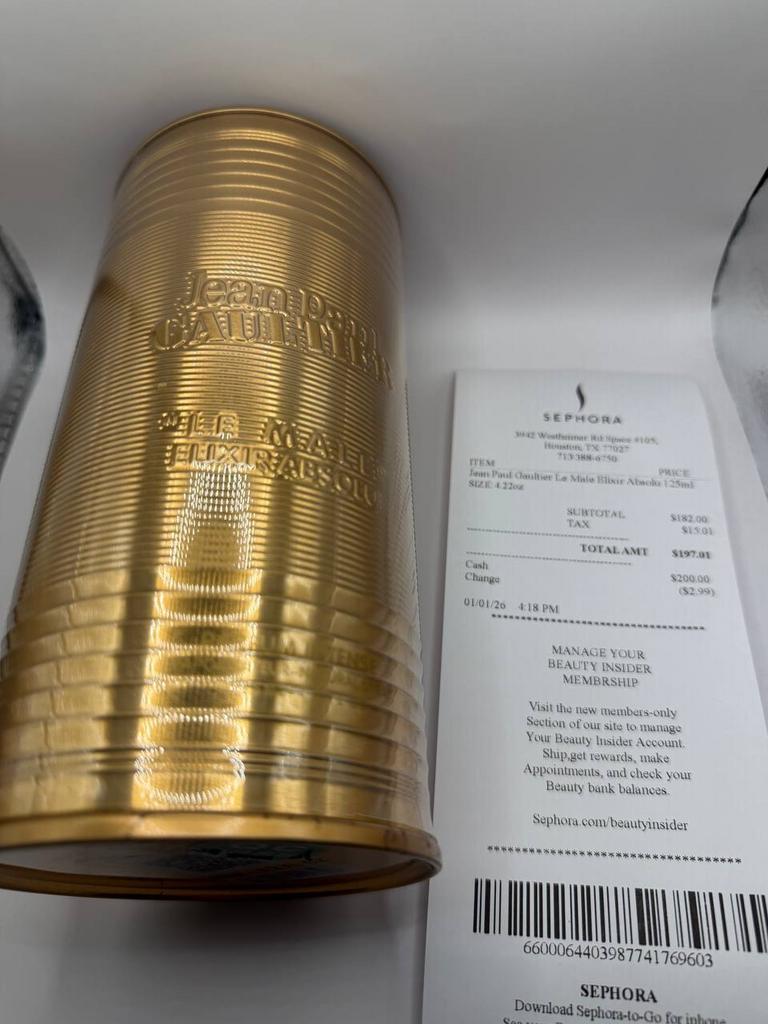 Jean Paul
GAULTIER
"LE MALE"
ELIXIR ABSOLU
SEPHORA
3942 Westheimer Rd Space #105,
Houston, TX 77027
713-388-6750
ITEM PRICE
Jean Paul Gaultier Le Male Elixir Absolu 125ml
SIZE 4.22oz
SUBTOTAL $182.00
TAX $15.01
TOTAL AMT $197.01
Cash $200.00
Change ($2.99)
01/01/26 4:18 PM
MANAGE YOUR
BEAUTY INSIDER
MEMBRSHIP
Visit the new members-only
Section of our site to manage
Your Beauty Insider Account.
Ship,get rewards, make
Appointments, and check your
Beauty bank balances.
Sephora.com/beautyinsider
6600064403987741769603
SEPHORA
Download Sephora-to-Go for iphone